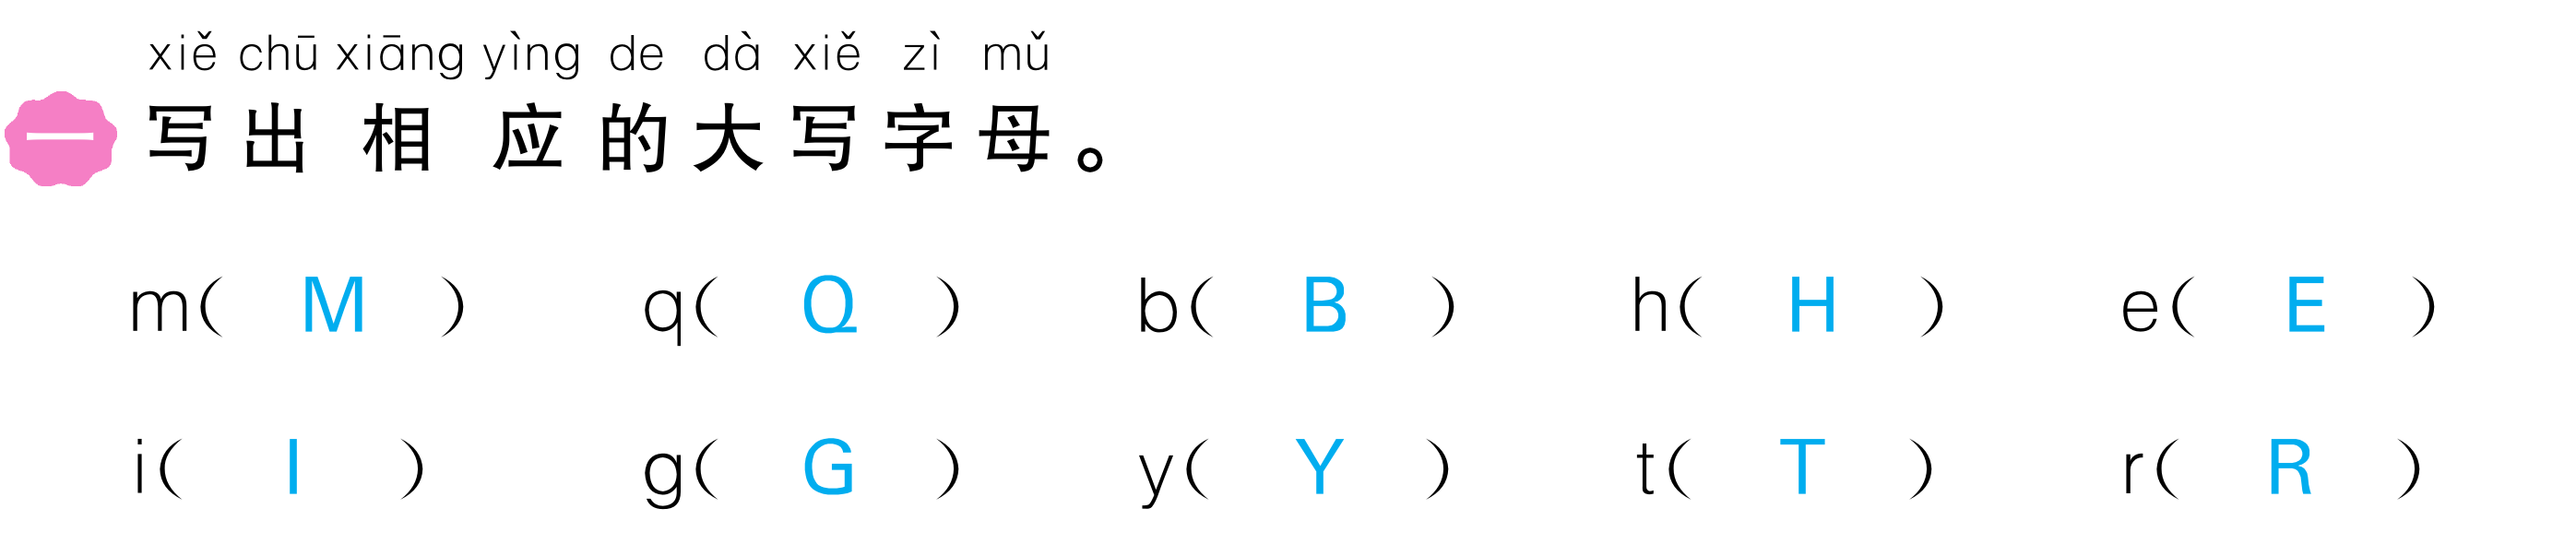 xiě chū xiāng yìng de dà xiě zì mǔ
一 写出相应的大写字母。
m( M ) q( Q ) b( B ) h( H ) e( E )
i( I ) g( G ) y( Y ) t( T ) r( R )